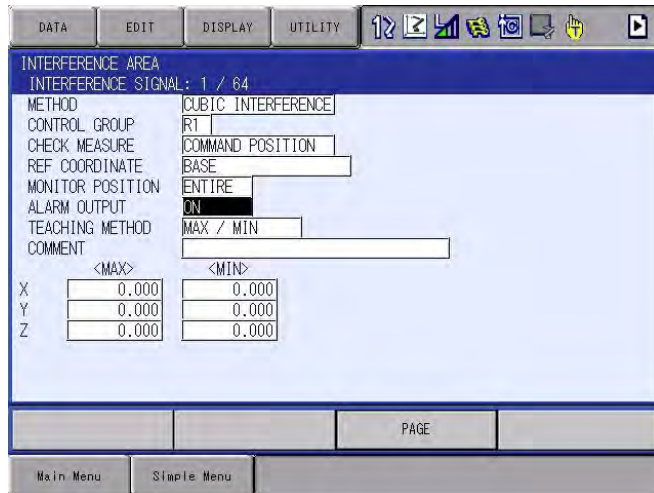 DATA EDIT DISPLAY UTILITY
INTERFERENCE AREA
INTERFERENCE SIGNAL: 1 / 64
METHOD CUBIC INTERFERENCE
CONTROL GROUP R1
CHECK MEASURE COMMAND POSITION
REF COORDINATE BASE
MONITOR POSITION ENTIRE
ALARM OUTPUT ON
TEACHING METHOD MAX / MIN
COMMENT
<MAX> <MIN>
X 0.000 0.000
Y 0.000 0.000
Z 0.000 0.000
PAGE
Main Menu Simple Menu